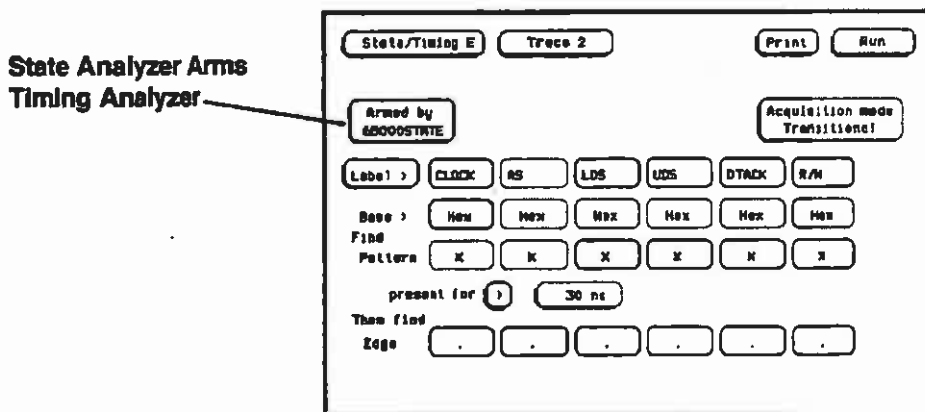 State Analyzer Arms
Timing Analyzer
State/Timing E Trace 2 Print Run
Armed by
68000STATE
Acquisition mode
Transitional
Label > CLOCK AS LDS UDS DTACK R/W
Base > Hex Hex Hex Hex Hex Hex
Find
Pattern X X X X X X
present for > 30 ns
Then find
Edge . . . . . .